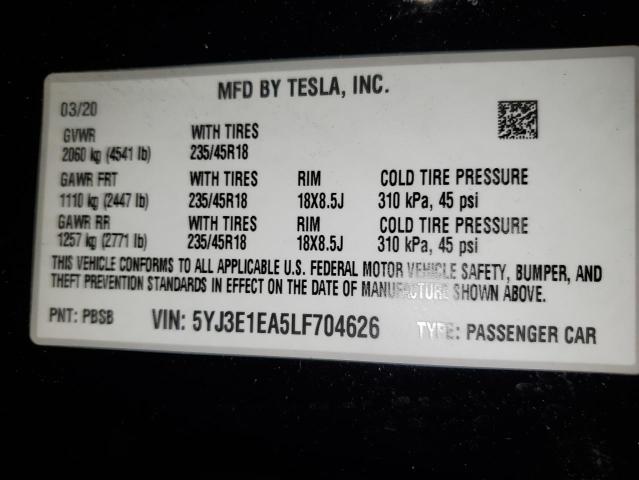 MFD BY TESLA, INC.
03/20
GVWR WITH TIRES
2060 kg (4541 lb) 235/45R18
GAWR FRT WITH TIRES RIM COLD TIRE PRESSURE
1110 kg (2447 lb) 235/45R18 18X8.5J 310 kPa, 45 psi
GAWR RR WITH TIRES RIM COLD TIRE PRESSURE
1257 kg (2771 lb) 235/45R18 18X8.5J 310 kPa, 45 psi
THIS VEHICLE CONFORMS TO ALL APPLICABLE U.S. FEDERAL MOTOR VEHICLE SAFETY, BUMPER, AND
THEFT PREVENTION STANDARDS IN EFFECT ON THE DATE OF MANUFACTURE SHOWN ABOVE.
PNT: PBSB VIN: 5YJ3E1EA5LF704626 TYPE: PASSENGER CAR